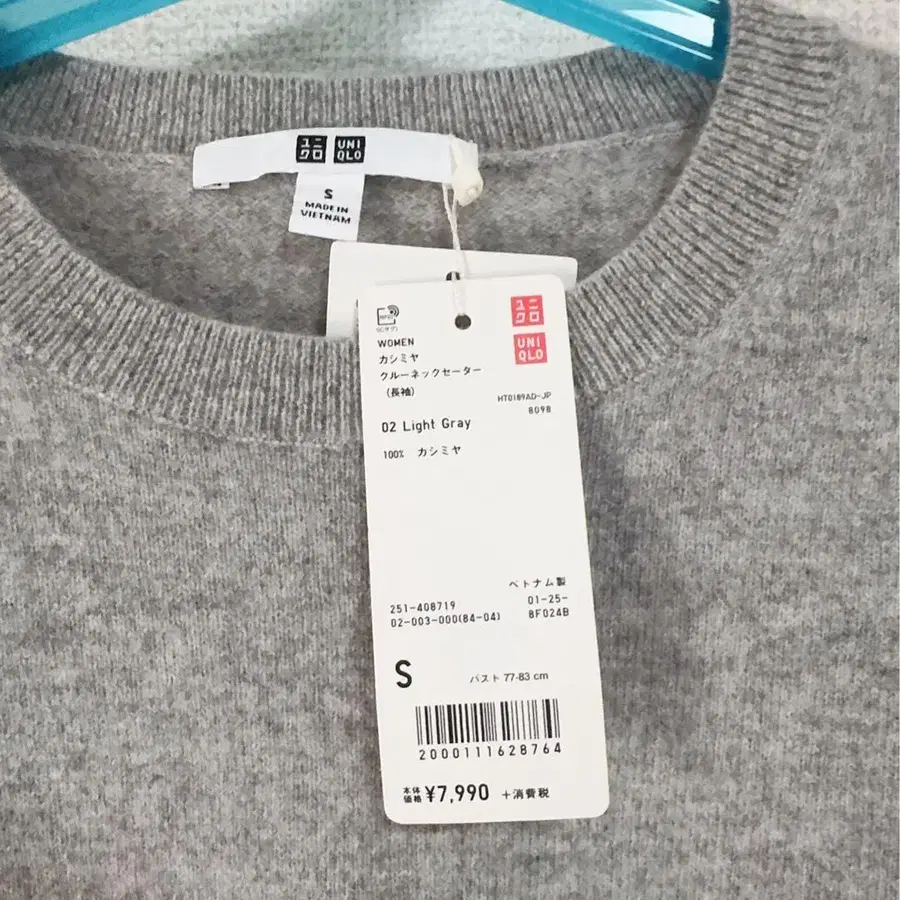 ユニ
クロ
UNI
QLO
S
MADE IN
VIETNAM
ユニ
クロ
UNI
QLO
WOMEN
カシミヤ
クルーネックセーター
(長袖)
HT0189AD-JP
8098
02 Light Gray
100% カシミヤ
ベトナム製
251-408719
01-25-
02-003-000(84-04)
8F024B
S
バスト 77-83 cm
2000111628764
本体
価格 ¥7,990 +消費税